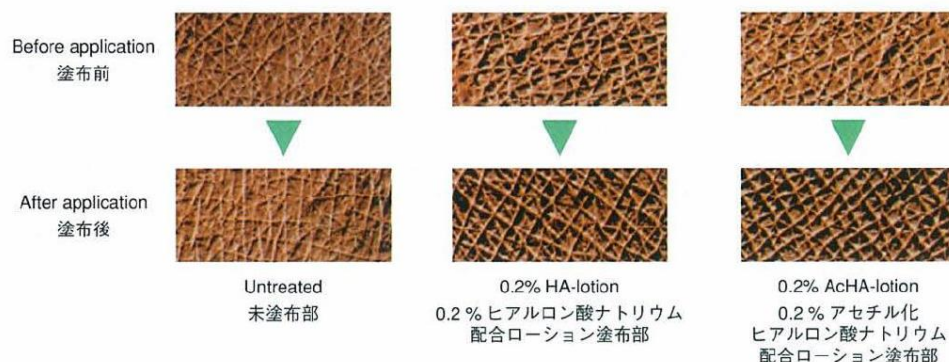 Before application
塗布前
After application
塗布後
Untreated
未塗布部
0.2% HA-lotion
0.2 % ヒアルロン酸ナトリウム
配合ローション塗布部
0.2% AcHA-lotion
0.2 % アセチル化
ヒアルロン酸ナトリウム
配合ローション塗布部